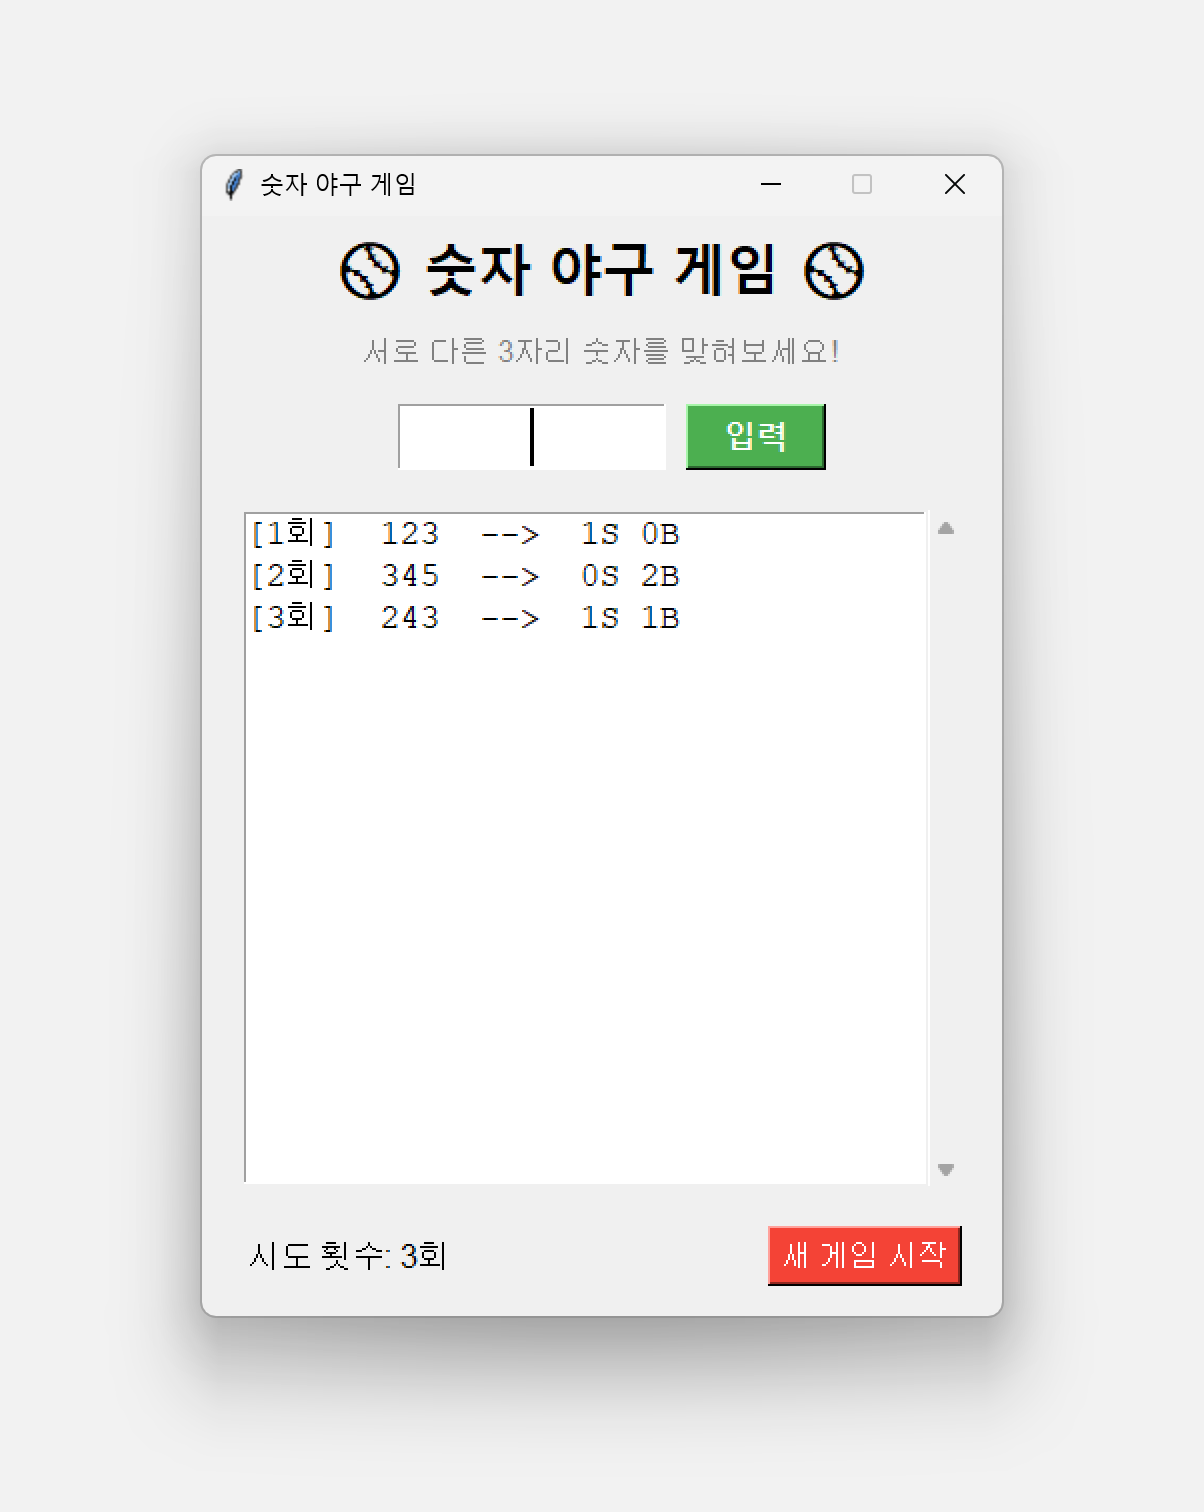 숫자 야구 게임
⚾ 숫자 야구 게임 ⚾
서로 다른 3자리 숫자를 맞혀보세요!
입력
[1회]  123  -->  1S 0B
[2회]  345  -->  0S 2B
[3회]  243  -->  1S 1B
시도 횟수: 3회
새 게임 시작